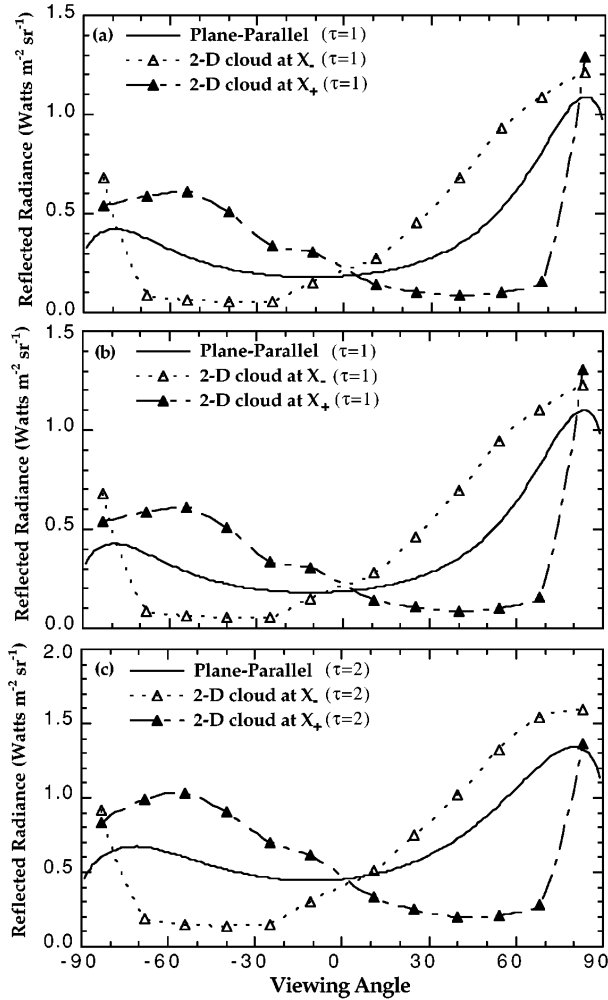 1.5
(a)
Plane-Parallel (τ=1)
2-D cloud at X- (τ=1)
2-D cloud at X+ (τ=1)
1.0
0.5
0.0
Reflected Radiance (Watts m-2 sr-1)
1.5
(b)
Plane-Parallel (τ=1)
2-D cloud at X- (τ=1)
2-D cloud at X+ (τ=1)
1.0
0.5
0.0
Reflected Radiance (Watts m-2 sr-1)
2.0
(c)
Plane-Parallel (τ=2)
2-D cloud at X- (τ=2)
2-D cloud at X+ (τ=2)
1.5
1.0
0.5
0.0
Reflected Radiance (Watts m-2 sr-1)
-90 -60 -30 0 30 60 90
Viewing Angle